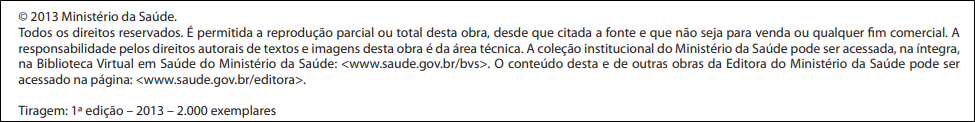 © 2013 Ministério da Saúde.
Todos os direitos reservados. É permitida a reprodução parcial ou total desta obra, desde que citada a fonte e que não seja para venda ou qualquer fim comercial. A
responsabilidade pelos direitos autorais de textos e imagens desta obra é da área técnica. A coleção institucional do Ministério da Saúde pode ser acessada, na íntegra,
na Biblioteca Virtual em Saúde do Ministério da Saúde: <www.saude.gov.br/bvs>. O conteúdo desta e de outras obras da Editora do Ministério da Saúde pode ser
acessado na página: <www.saude.gov.br/editora>.
Tiragem: 1ª edição – 2013 – 2.000 exemplares